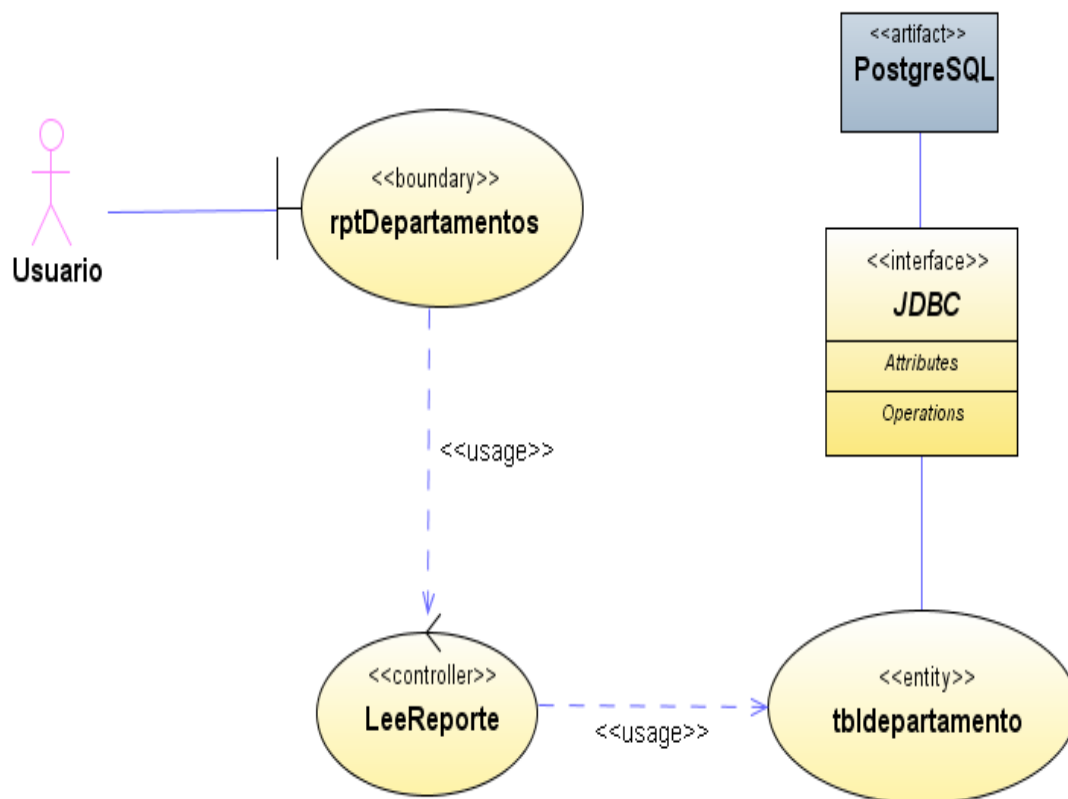 <<artifact>>
PostgreSQL
<<boundary>>
rptDepartamentos
Usuario
<<interface>>
JDBC
Attributes
Operations
<<usage>>
<<controller>>
LeeReporte
<<usage>>
<<entity>>
tbldepartamento